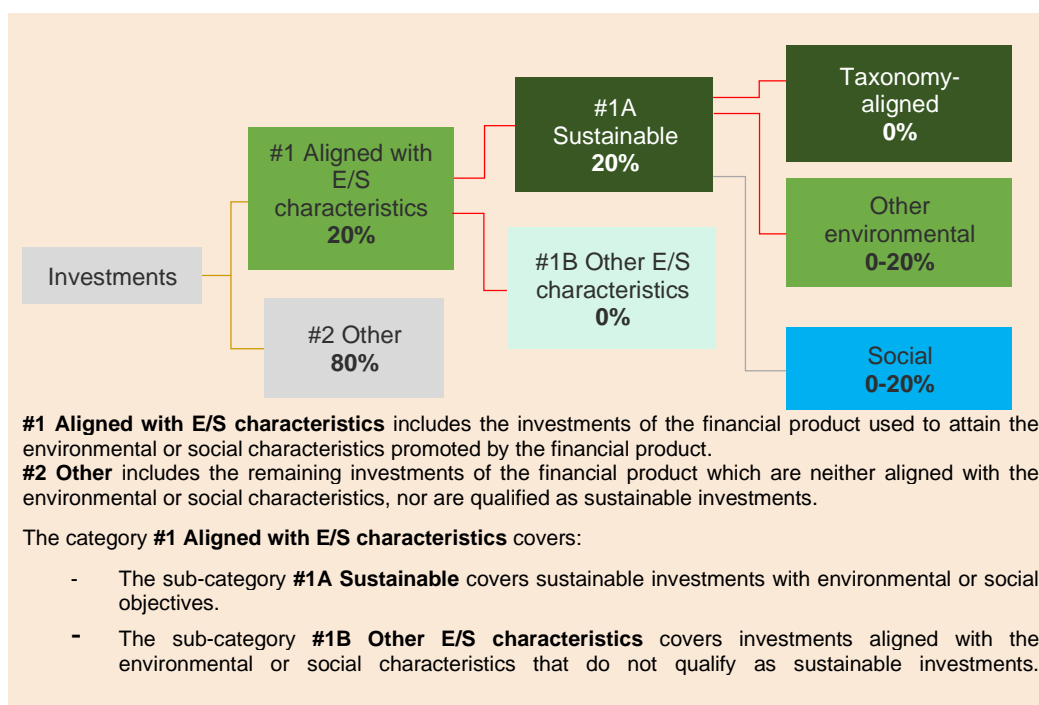 Investments
#1 Aligned with
E/S
characteristics
20%
#2 Other
80%
#1A
Sustainable
20%
#1B Other E/S
characteristics
0%
Taxonomy-
aligned
0%
Other
environmental
0-20%
Social
0-20%
#1 Aligned with E/S characteristics includes the investments of the financial product used to attain the
environmental or social characteristics promoted by the financial product.
#2 Other includes the remaining investments of the financial product which are neither aligned with the
environmental or social characteristics, nor are qualified as sustainable investments.
The category #1 Aligned with E/S characteristics covers:
- The sub-category #1A Sustainable covers sustainable investments with environmental or social
objectives.
- The sub-category #1B Other E/S characteristics covers investments aligned with the
environmental or social characteristics that do not qualify as sustainable investments.